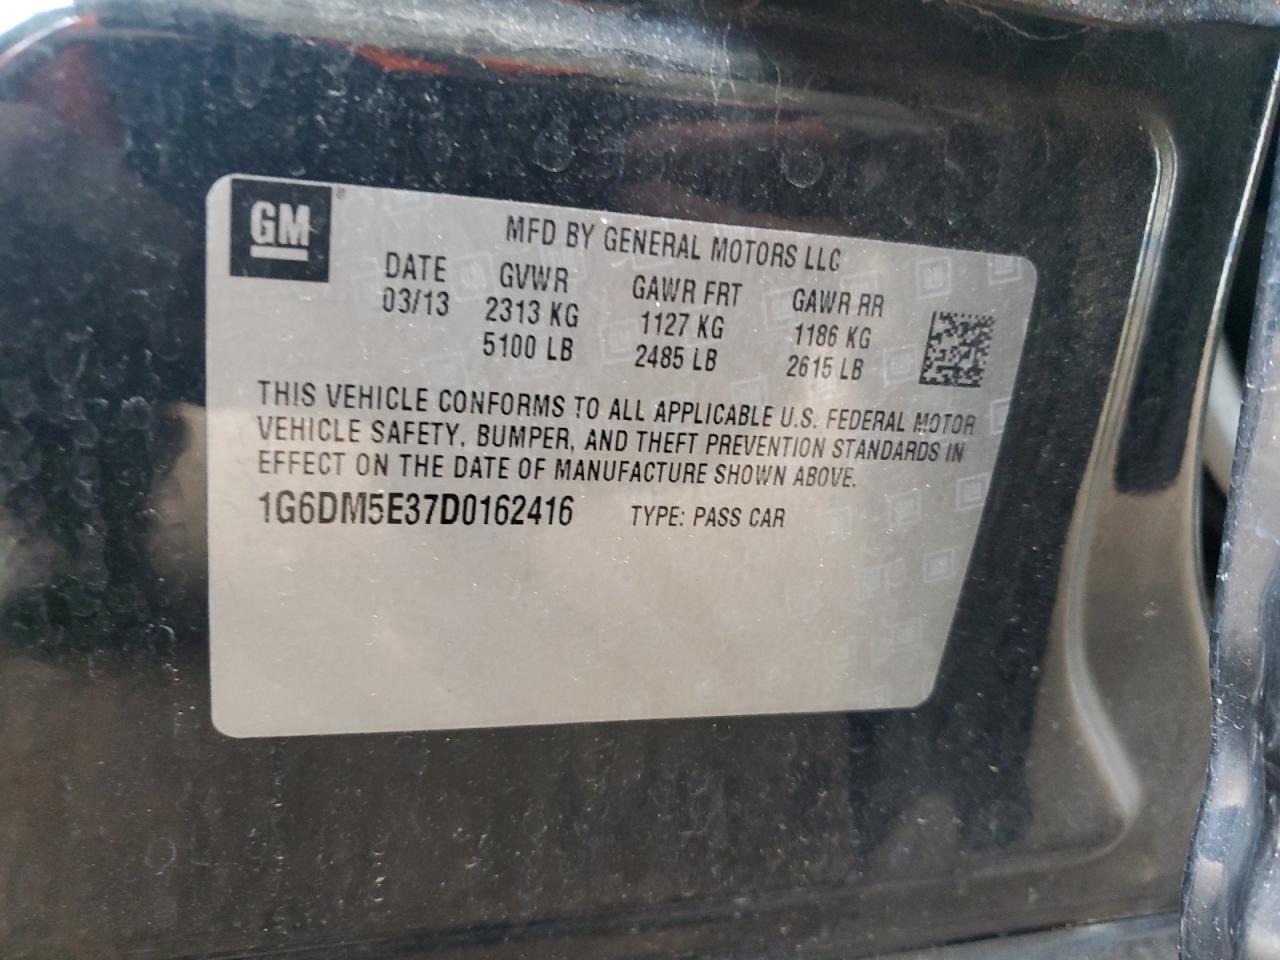 GM
MFD BY GENERAL MOTORS LLC
DATE GVWR GAWR FRT GAWR RR
03/13 2313 KG 1127 KG 1186 KG
5100 LB 2485 LB 2615 LB
THIS VEHICLE CONFORMS TO ALL APPLICABLE U.S. FEDERAL MOTOR
VEHICLE SAFETY, BUMPER, AND THEFT PREVENTION STANDARDS IN
EFFECT ON THE DATE OF MANUFACTURE SHOWN ABOVE.
1G6DM5E37D0162416 TYPE: PASS CAR